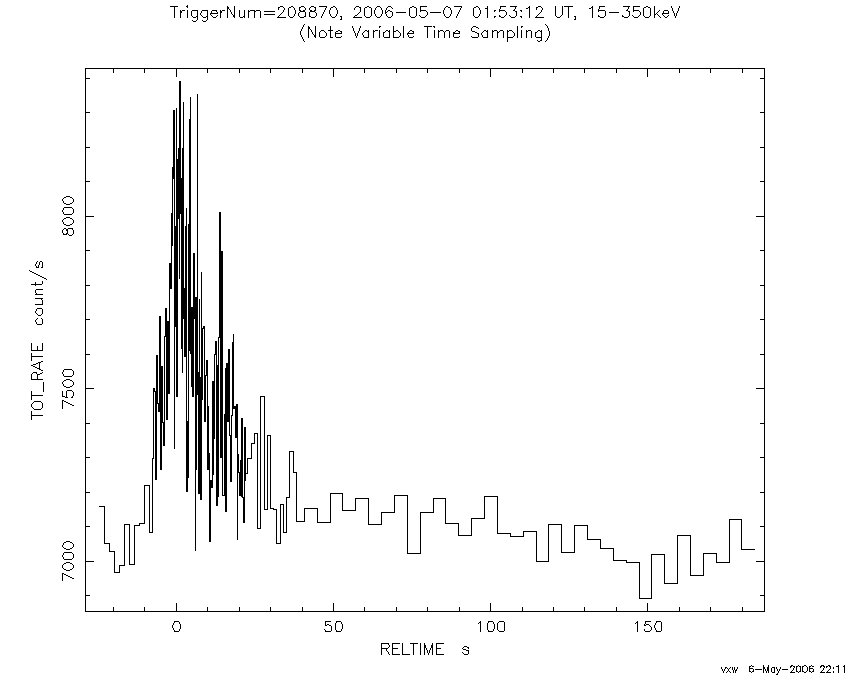 TriggerNum=208870, 2006-05-07 01:53:12 UT, 15-350keV
(Note Variable Time Sampling)
8000
7500
7000
TOT_RATE count/s
0 50 100 150
RELTIME s
vxw 6-May-2006 22:11